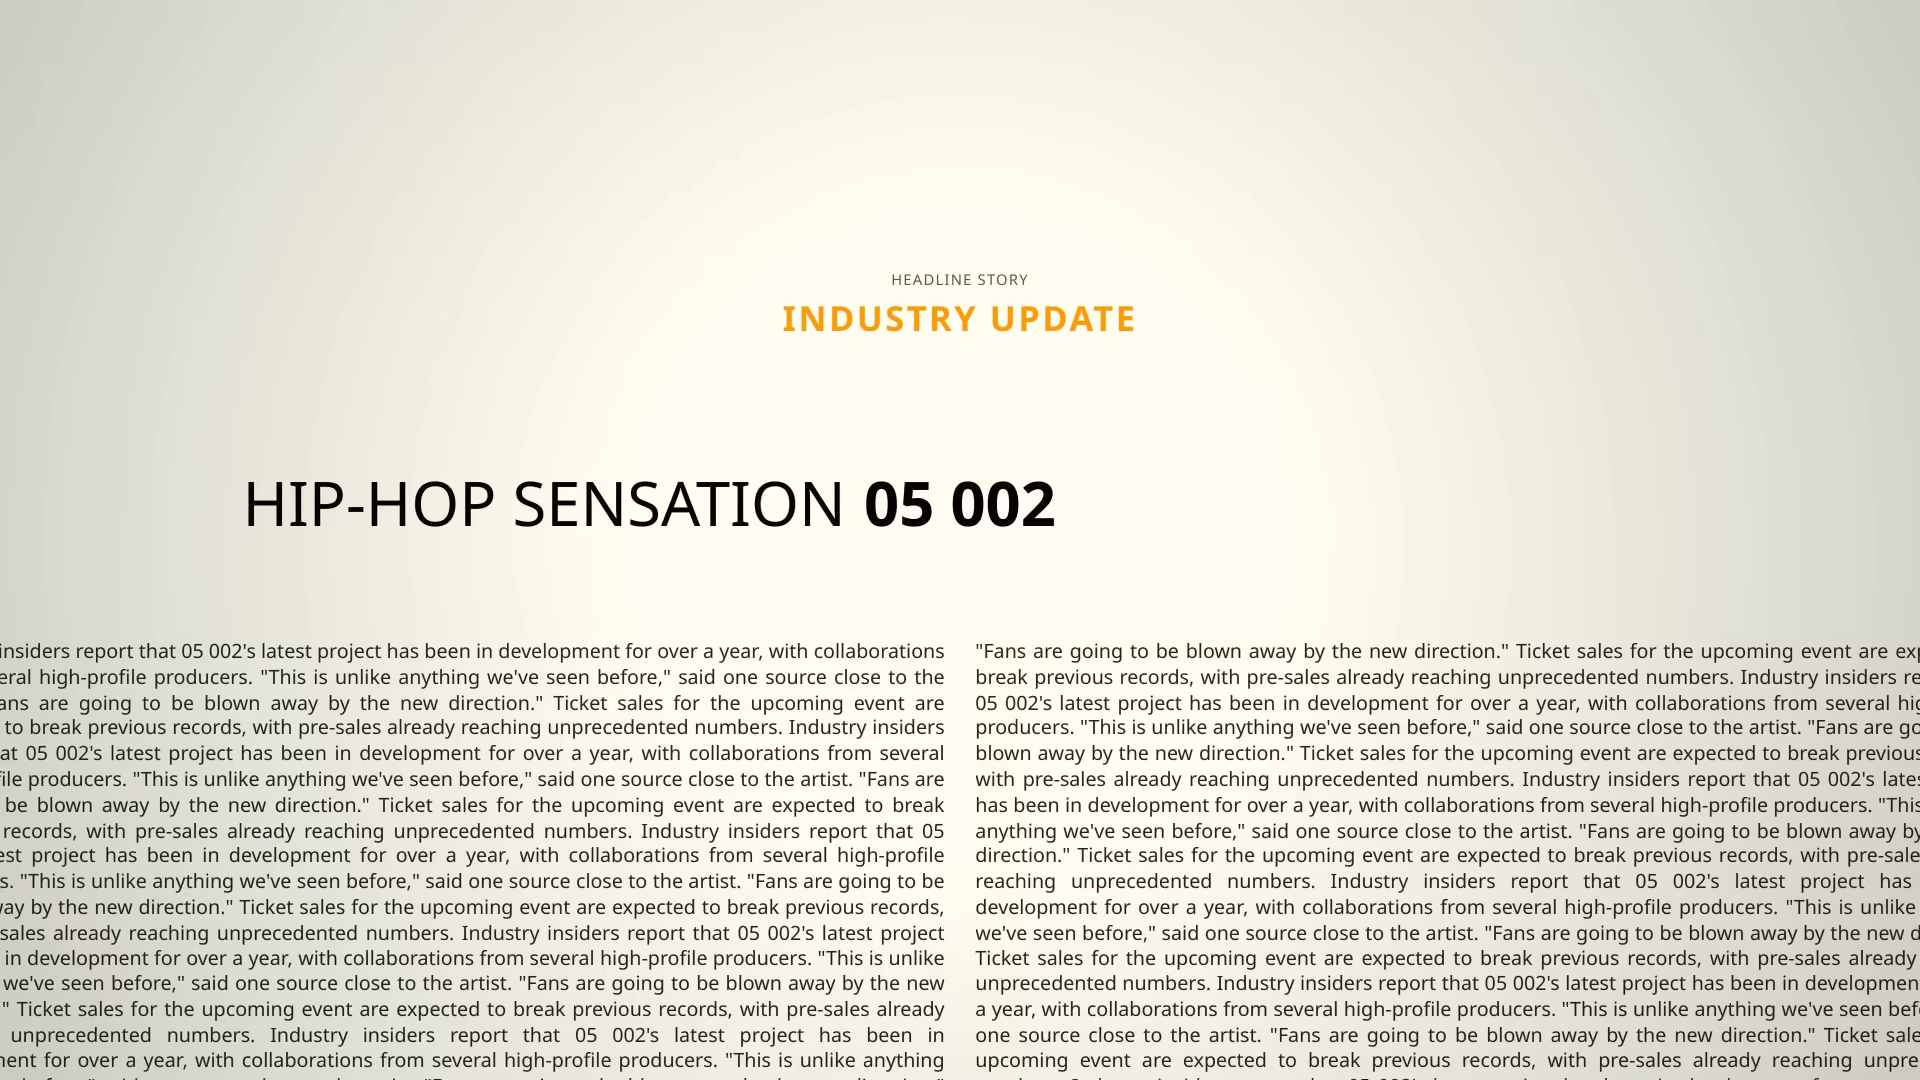 HEADLINE STORY
INDUSTRY UPDATE
HIP-HOP SENSATION 05 002
insiders report that 05 002's latest project has been in development for over a year, with collaborations
high-profile producers. "This is unlike anything we've seen before," said one source close to the
are going to be blown away by the new direction." Ticket sales for the upcoming event are
to break previous records, with pre-sales already reaching unprecedented numbers. Industry insiders
05 002's latest project has been in development for over a year, with collaborations from several
producers. "This is unlike anything we've seen before," said one source close to the artist. "Fans are
be blown away by the new direction." Ticket sales for the upcoming event are expected to break
records, with pre-sales already reaching unprecedented numbers. Industry insiders report that 05
project has been in development for over a year, with collaborations from several high-profile
"This is unlike anything we've seen before," said one source close to the artist. "Fans are going to be
by the new direction." Ticket sales for the upcoming event are expected to break previous records,
sales already reaching unprecedented numbers. Industry insiders report that 05 002's latest project
in development for over a year, with collaborations from several high-profile producers. "This is unlike
we've seen before," said one source close to the artist. "Fans are going to be blown away by the new
" Ticket sales for the upcoming event are expected to break previous records, with pre-sales already
unprecedented numbers. Industry insiders report that 05 002's latest project has been in
for over a year, with collaborations from several high-profile producers. "This is unlike anything
"Fans are going to be blown away by the new direction." Ticket sales for the upcoming event are
break previous records, with pre-sales already reaching unprecedented numbers. Industry insiders
05 002's latest project has been in development for over a year, with collaborations from several
producers. "This is unlike anything we've seen before," said one source close to the artist. "Fans are
blown away by the new direction." Ticket sales for the upcoming event are expected to break previous
with pre-sales already reaching unprecedented numbers. Industry insiders report that 05 002's
has been in development for over a year, with collaborations from several high-profile producers. "This
anything we've seen before," said one source close to the artist. "Fans are going to be blown away by
direction." Ticket sales for the upcoming event are expected to break previous records, with
reaching unprecedented numbers. Industry insiders report that 05 002's latest project has
development for over a year, with collaborations from several high-profile producers. "This is unlike
we've seen before," said one source close to the artist. "Fans are going to be blown away by the new
Ticket sales for the upcoming event are expected to break previous records, with pre-sales already
unprecedented numbers. Industry insiders report that 05 002's latest project has been in development
a year, with collaborations from several high-profile producers. "This is unlike anything we've seen
one source close to the artist. "Fans are going to be blown away by the new direction." Ticket
upcoming event are expected to break previous records, with pre-sales already reaching